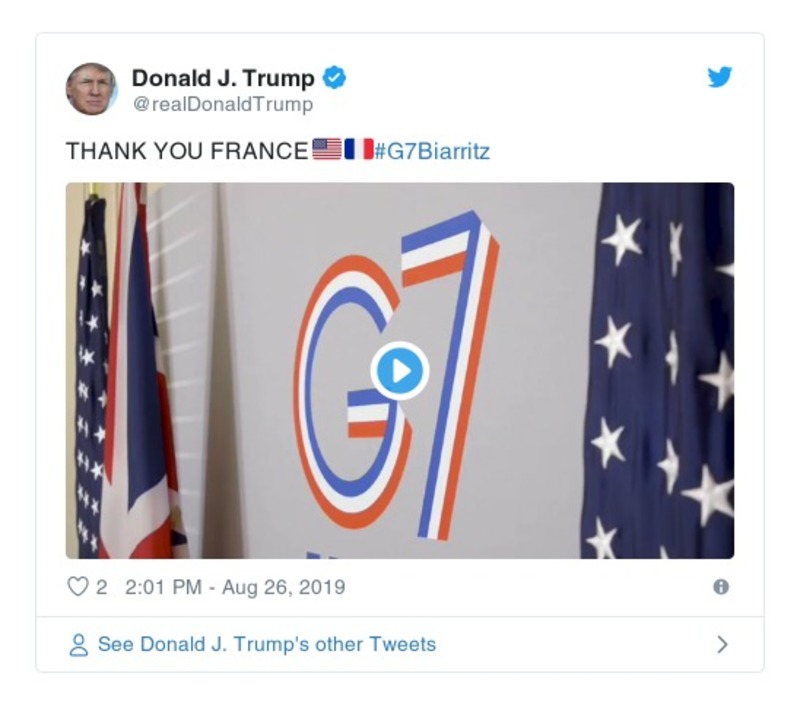 Donald J. Trump
@realDonaldTrump
THANK YOU FRANCE🇺🇸🇫🇷#G7Biarritz
G7
2 2:01 PM - Aug 26, 2019
See Donald J. Trump's other Tweets